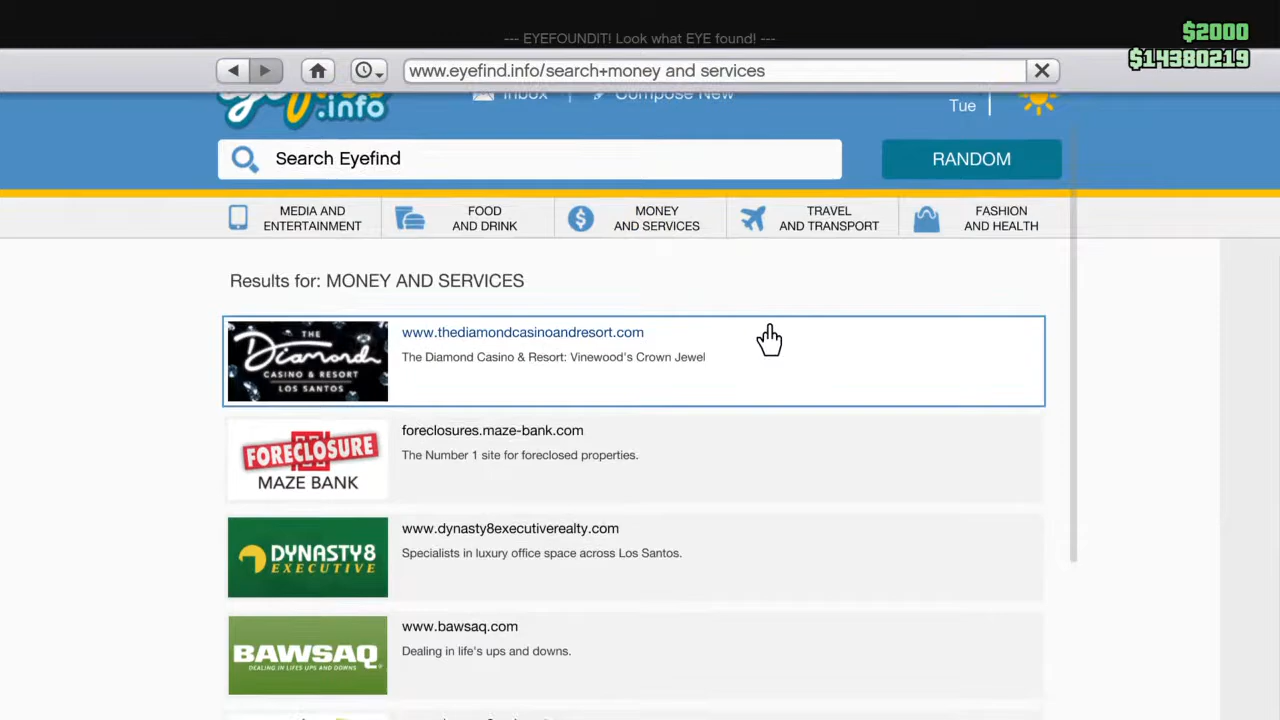 $2000
--- EYEFOUNDiT! Look what EYE found! ---
$14380219
www.eyefind.info/search+money and services
Inbox | Compose New
.info
Tue
Search Eyefind
RANDOM
MEDIA AND
ENTERTAINMENT
FOOD
AND DRINK
MONEY
AND SERVICES
TRAVEL
AND TRANSPORT
FASHION
AND HEALTH
Results for: MONEY AND SERVICES
THE
Diamond
CASINO & RESORT
LOS SANTOS
www.thediamondcasinoandresort.com
The Diamond Casino & Resort: Vinewood's Crown Jewel
FORECLOSURE
MAZE BANK
foreclosures.maze-bank.com
The Number 1 site for foreclosed properties.
DYNASTY8
EXECUTIVE
www.dynasty8executiverealty.com
Specialists in luxury office space across Los Santos.
BAWSAQ
DEALING IN LIFE'S UPS AND DOWNS
www.bawsaq.com
Dealing in life's ups and downs.